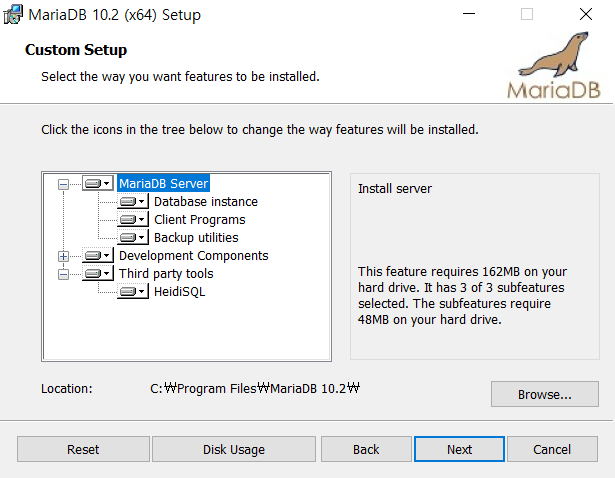 MariaDB 10.2 (x64) Setup
Custom Setup
Select the way you want features to be installed.
MariaDB
Click the icons in the tree below to change the way features will be installed.
MariaDB Server
Database instance
Client Programs
Backup utilities
Development Components
Third party tools
HeidiSQL
Install server
This feature requires 162MB on your
hard drive. It has 3 of 3 subfeatures
selected. The subfeatures require
48MB on your hard drive.
Location: C:₩Program Files₩MariaDB 10.2₩
Browse...
Reset Disk Usage Back Next Cancel